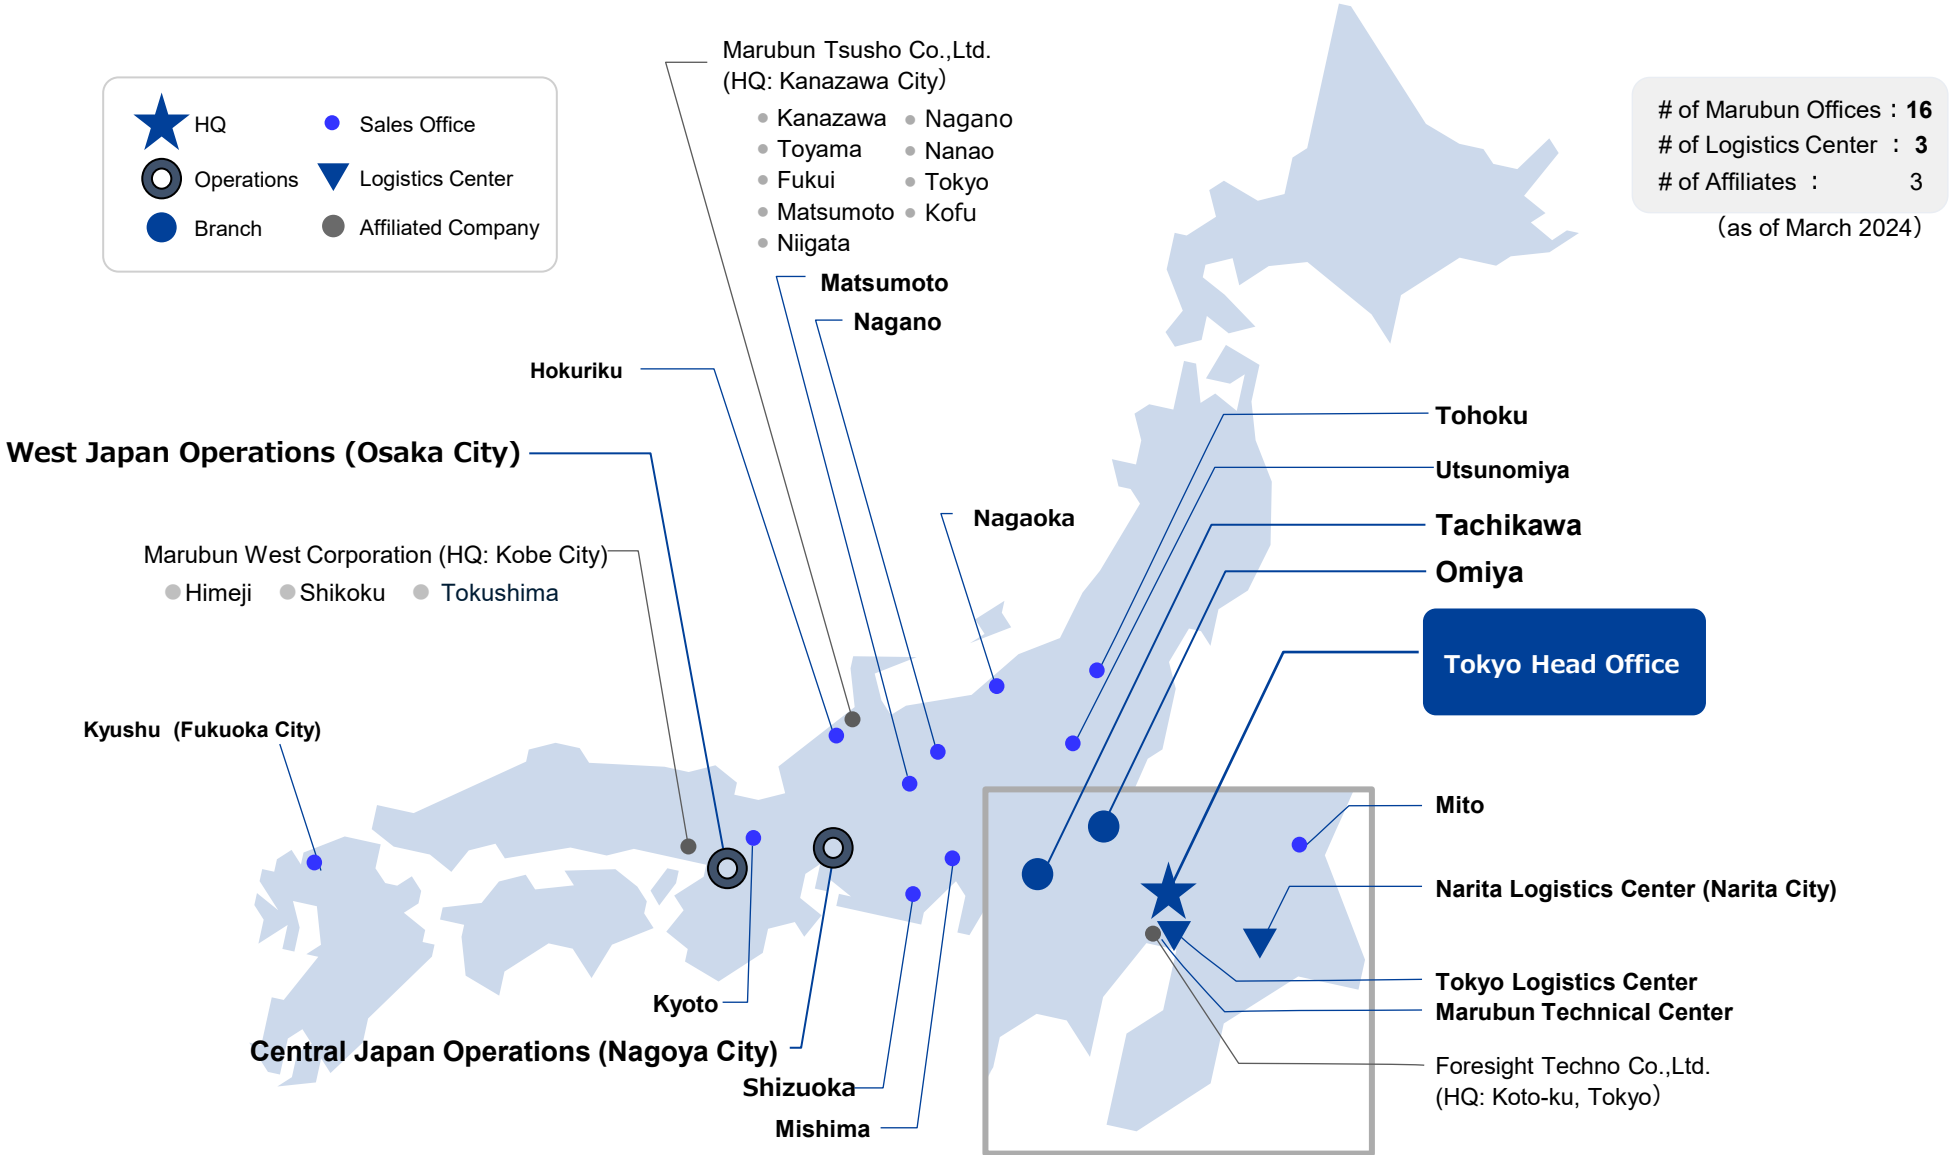 HQ
Sales Office
Operations
Logistics Center
Branch
Affiliated Company
Marubun Tsusho Co.,Ltd.
(HQ: Kanazawa City）
Kanazawa
Toyama
Fukui
Matsumoto
Niigata
Nagano
Nanao
Tokyo
Kofu
# of Marubun Offices：16
# of Logistics Center ： 3
# of Affiliates ： 3
（as of March 2024）
Matsumoto
Nagano
Hokuriku
West Japan Operations (Osaka City)
Marubun West Corporation (HQ: Kobe City)
Himeji
Shikoku
Tokushima
Nagaoka
Tohoku
Utsunomiya
Tachikawa
Omiya
Tokyo Head Office
Kyushu (Fukuoka City)
Mito
Narita Logistics Center (Narita City)
Tokyo Logistics Center
Marubun Technical Center
Foresight Techno Co.,Ltd.
(HQ: Koto-ku, Tokyo）
Kyoto
Central Japan Operations (Nagoya City)
Shizuoka
Mishima